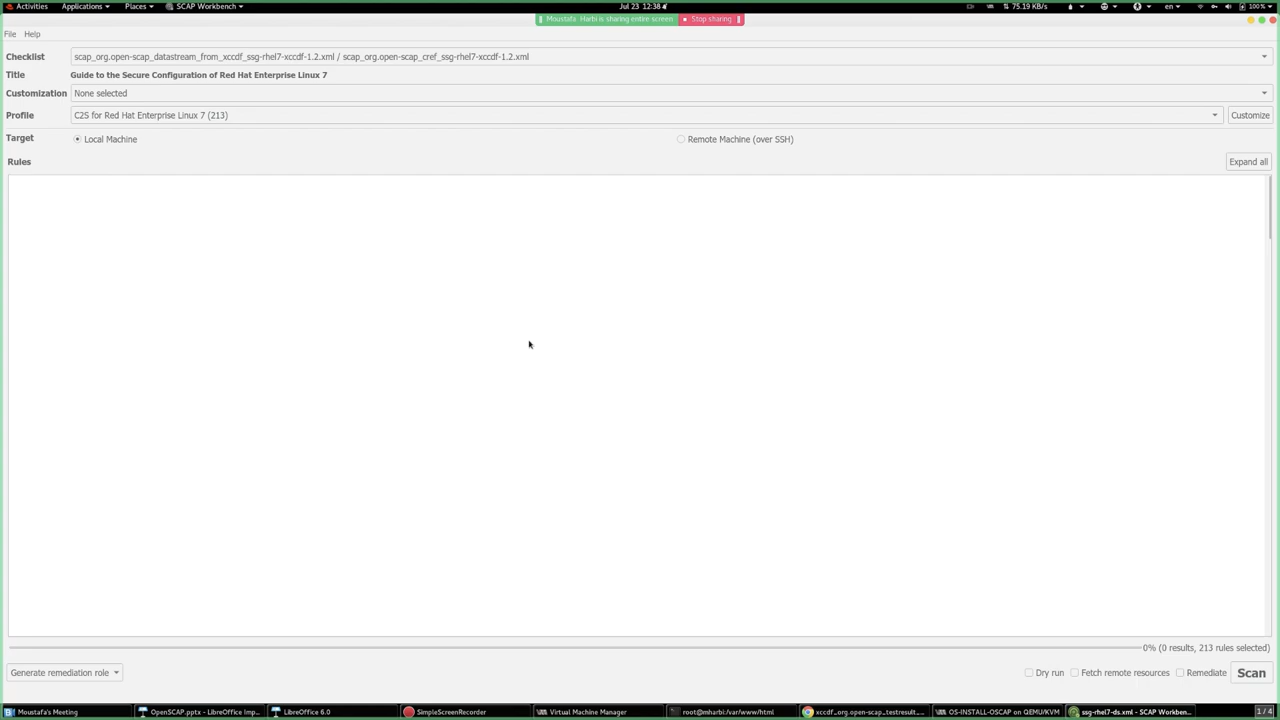 Activities Applications Places SCAP Workbench Jul 23 12:38 75.19 KB/s en 100%
Moustafa Harbi is sharing entire screen Stop sharing
File Help
Checklist scap_org.open-scap_datastream_from_xccdf_ssg-rhel7-xccdf-1.2.xml / scap_org.open-scap_cref_ssg-rhel7-xccdf-1.2.xml
Title Guide to the Secure Configuration of Red Hat Enterprise Linux 7
Customization None selected
Profile C2S for Red Hat Enterprise Linux 7 (213) Customize
Target Local Machine Remote Machine (over SSH)
Rules Expand all
0% (0 results, 213 rules selected)
Generate remediation role Dry run Fetch remote resources Remediate Scan
Moustafa's Meeting OpenSCAP.pptx - LibreOffice Imp... LibreOffice 6.0 SimpleScreenRecorder Virtual Machine Manager root@mharbi:/var/www/html xccdf_org.open-scap_testresult_... OS-INSTALL-OSCAP on QEMU/KVM ssg-rhel7-ds.xml - SCAP Workben... 1 / 4